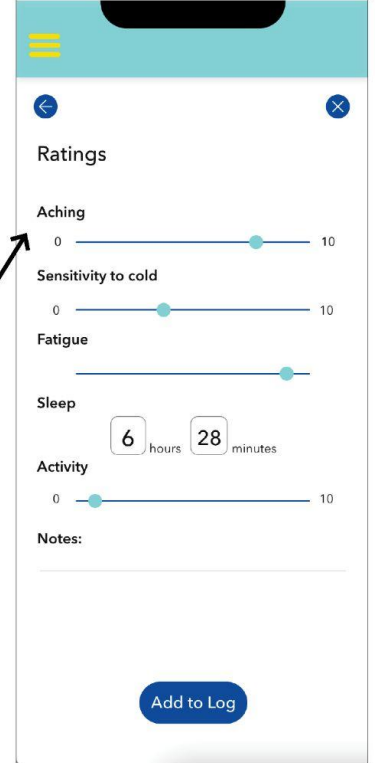 Ratings
Aching
0 10
Sensitivity to cold
0 10
Fatigue
Sleep
6 hours 28 minutes
Activity
0 10
Notes:
Add to Log